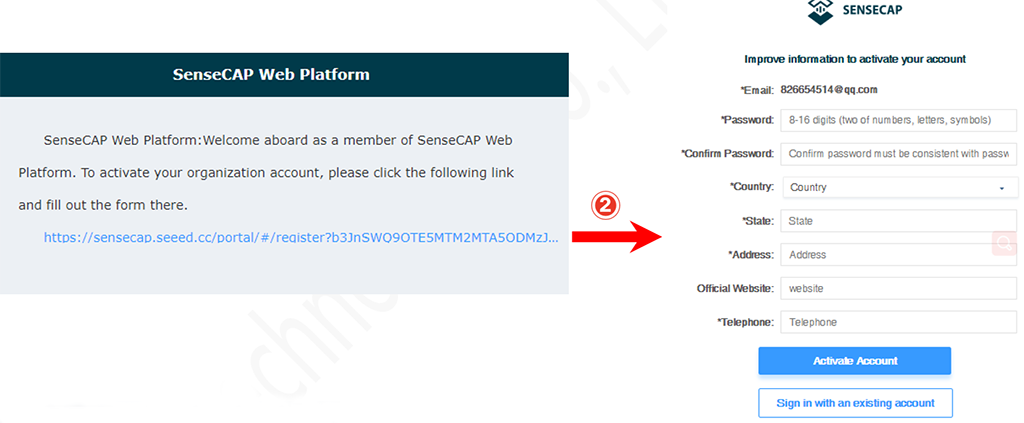 SenseCAP Web Platform
SenseCAP Web Platform:Welcome aboard as a member of SenseCAP Web
Platform. To activate your organization account, please click the following link
and fill out the form there.
https://sensecap.seeed.cc/portal/#/register?b3JnSWQ9OTE5MTM2MTA5ODMzJ...
2
SENSECAP
Improve information to activate your account
*Email: 826654514@qq.com
*Password: 8-16 digits (two of numbers, letters, symbols)
*Confirm Password: Confirm password must be consistent with passw
*Country: Country
*State: State
*Address: Address
Official Website: website
*Telephone: Telephone
Activate Account
Sign in with an existing account